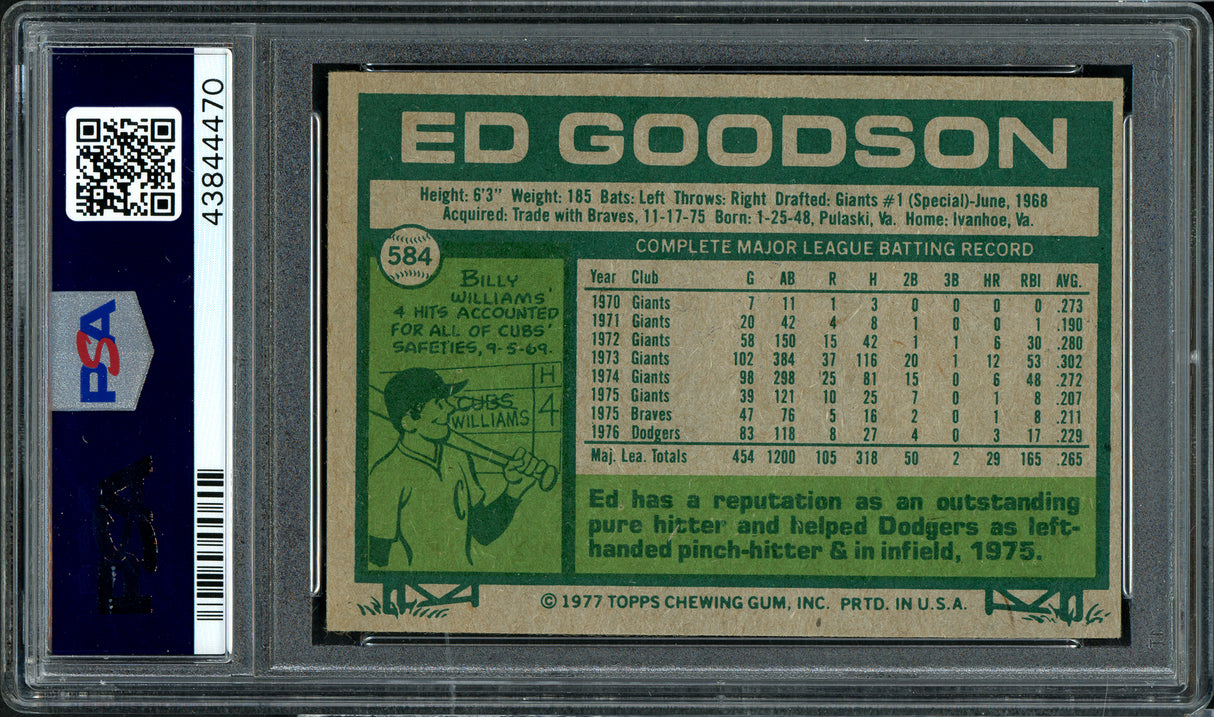 43844470
PSA
PSA
ED GOODSON
Height: 6'3" Weight: 185 Bats: Left Throws: Right Drafted: Giants #1 (Special)-June, 1968
Acquired: Trade with Braves, 11-17-75 Born: 1-25-48, Pulaski, Va. Home: Ivanhoe, Va.
584
BILLY
WILLIAMS'
4 HITS ACCOUNTED
FOR ALL OF CUBS'
SAFETIES, 9-5-69.
H
CUBS
WILLIAMS 4
C
COMPLETE MAJOR LEAGUE BATTING RECORD
Year Club G AB R H 2B 3B HR RBI AVG.
1970 Giants 7 11 1 3 0 0 0 0 .273
1971 Giants 20 42 4 8 1 0 0 1 .190
1972 Giants 58 150 15 42 1 1 6 30 .280
1973 Giants 102 384 37 116 20 1 12 53 .302
1974 Giants 98 298 25 81 15 0 6 48 .272
1975 Giants 39 121 10 25 7 0 1 8 .207
1975 Braves 47 76 5 16 2 0 1 8 .211
1976 Dodgers 83 118 8 27 4 0 3 17 .229
Maj. Lea. Totals 454 1200 105 318 50 2 29 165 .265
Ed has a reputation as an outstanding
pure hitter and helped Dodgers as left-
handed pinch-hitter & in infield, 1975.
© 1977 TOPPS CHEWING GUM, INC. PRTD. IN U.S.A.